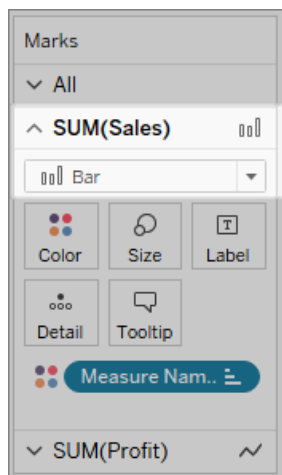 Marks
All
SUM(Sales)
Bar
Color Size Label
T
Detail Tooltip
Measure Nam..
SUM(Profit)